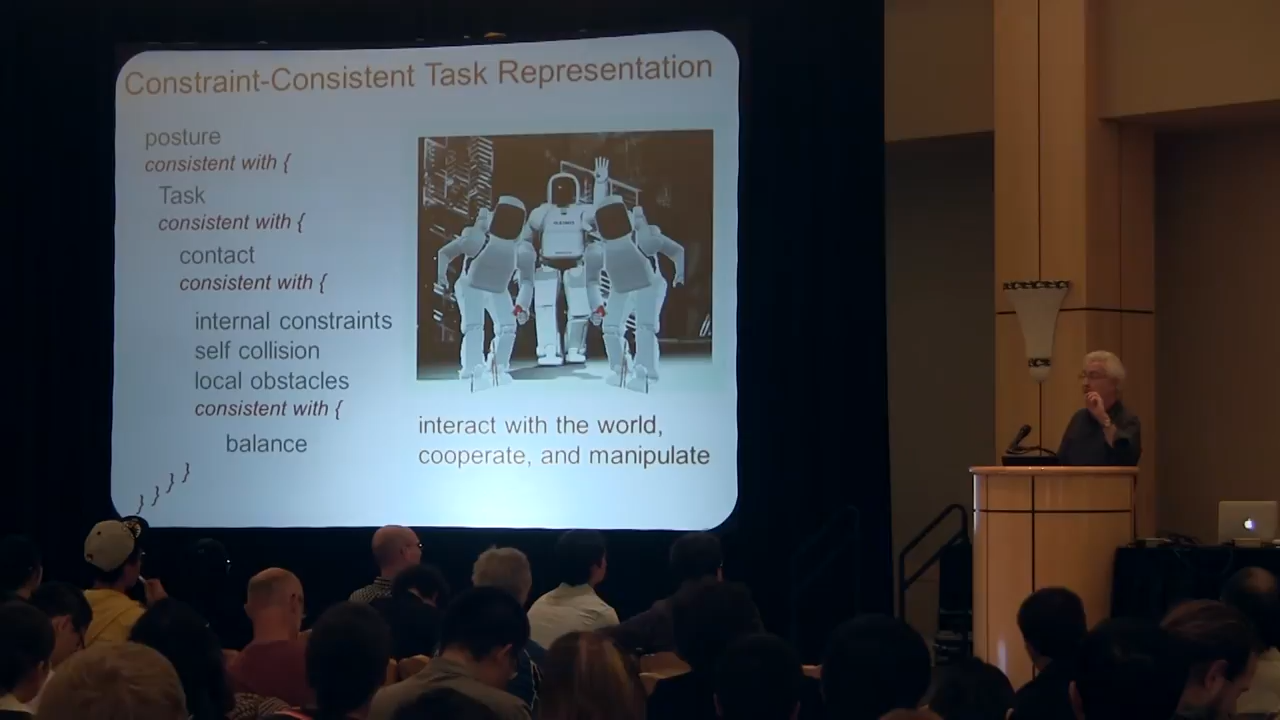 Constraint-Consistent Task Representation
posture
consistent with {
Task
consistent with {
contact
consistent with {
internal constraints
self collision
local obstacles
consistent with {
balance
}
}
}
}
interact with the world,
cooperate, and manipulate